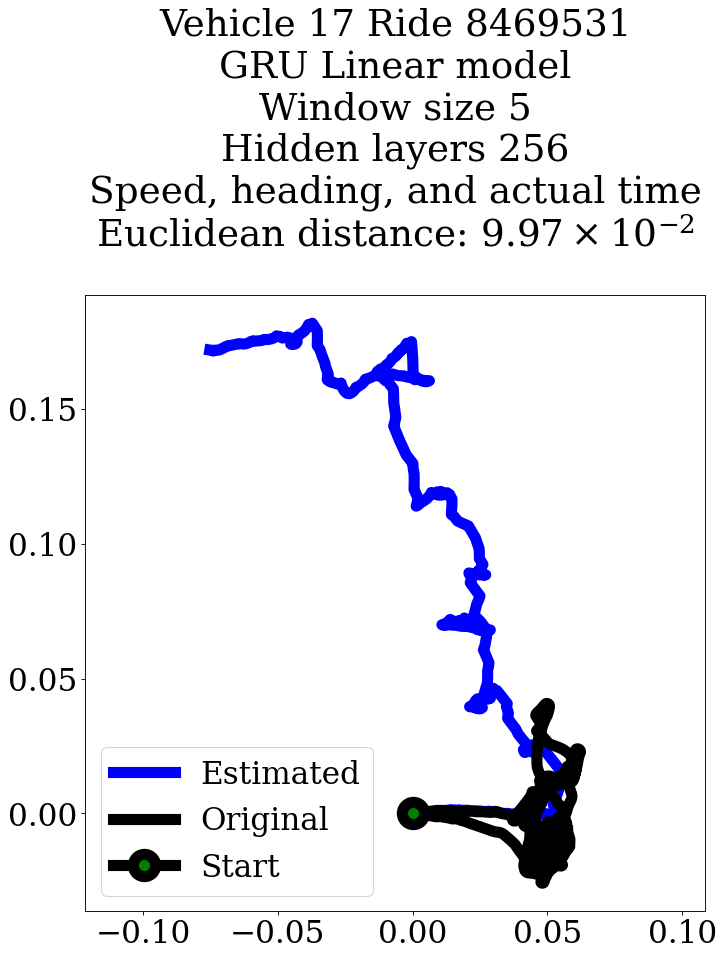 Vehicle 17 Ride 8469531
GRU Linear model
Window size 5
Hidden layers 256
Speed, heading, and actual time
Euclidean distance: $9.97 \times 10^{-2}$
0.15
0.10
0.05
0.00
Estimated
Original
Start
−0.10 −0.05 0.00 0.05 0.10